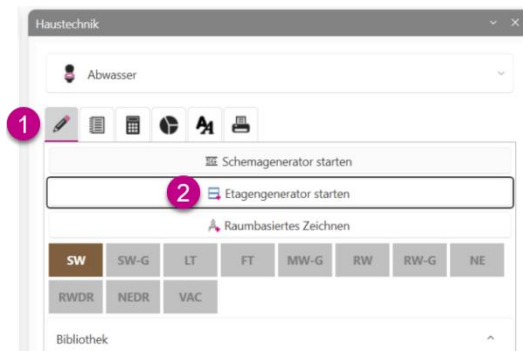 Haustechnik
Abwasser
1
Schemagenerator starten
2 Etagengenerator starten
Raumbasiertes Zeichnen
SW SW-G LT FT MW-G RW RW-G NE
RWDR NEDR VAC
Bibliothek